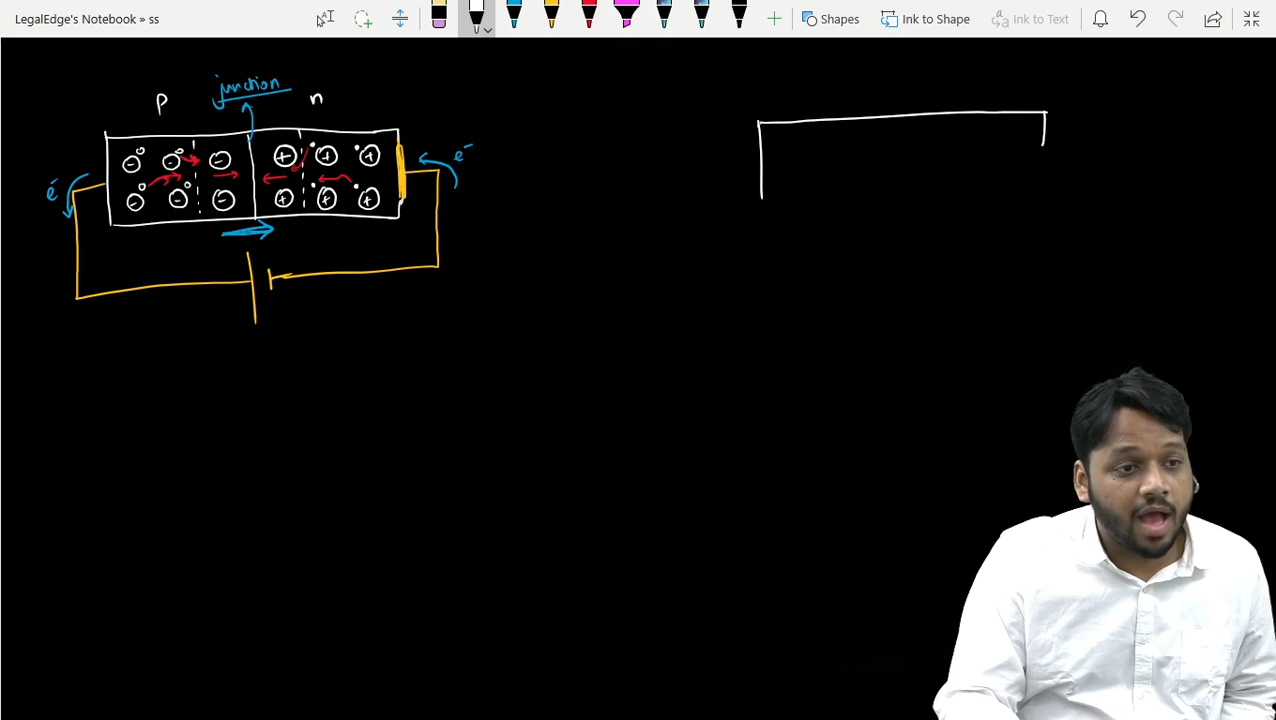 LegalEdge's Notebook » ss
Shapes
Ink to Shape
Ink to Text
junction
p
n
e⁻
e⁻